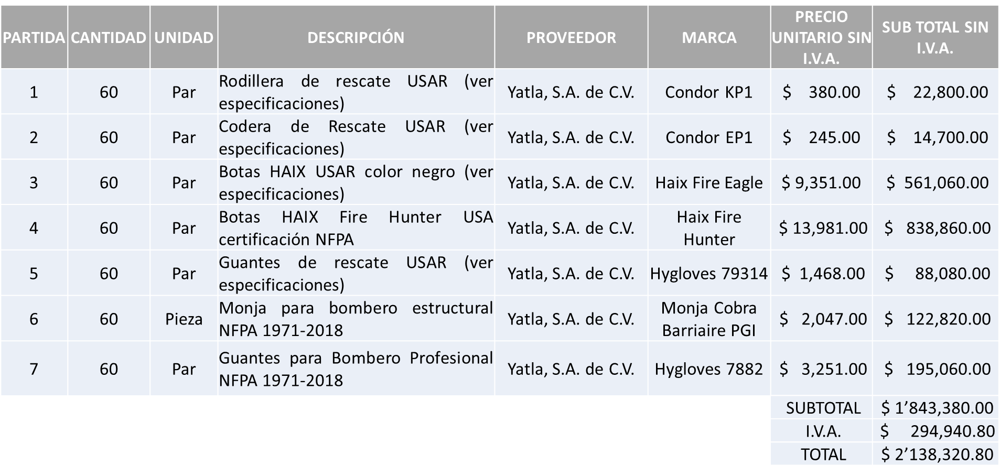 PARTIDA CANTIDAD UNIDAD DESCRIPCIÓN PROVEEDOR MARCA PRECIO UNITARIO SIN I.V.A. SUB TOTAL SIN I.V.A.
1 60 Par Rodillera de rescate USAR (ver especificaciones) Yatla, S.A. de C.V. Condor KP1 $ 380.00 $ 22,800.00
2 60 Par Codera de Rescate USAR (ver especificaciones) Yatla, S.A. de C.V. Condor EP1 $ 245.00 $ 14,700.00
3 60 Par Botas HAIX USAR color negro (ver especificaciones) Yatla, S.A. de C.V. Haix Fire Eagle $ 9,351.00 $ 561,060.00
4 60 Par Botas HAIX Fire Hunter USA certificación NFPA Yatla, S.A. de C.V. Haix Fire Hunter $ 13,981.00 $ 838,860.00
5 60 Par Guantes de rescate USAR (ver especificaciones) Yatla, S.A. de C.V. Hygloves 79314 $ 1,468.00 $ 88,080.00
6 60 Pieza Monja para bombero estructural NFPA 1971-2018 Yatla, S.A. de C.V. Monja Cobra Barriaire PGI $ 2,047.00 $ 122,820.00
7 60 Par Guantes para Bombero Profesional NFPA 1971-2018 Yatla, S.A. de C.V. Hygloves 7882 $ 3,251.00 $ 195,060.00
SUBTOTAL $ 1’843,380.00
I.V.A. $ 294,940.80
TOTAL $ 2’138,320.80